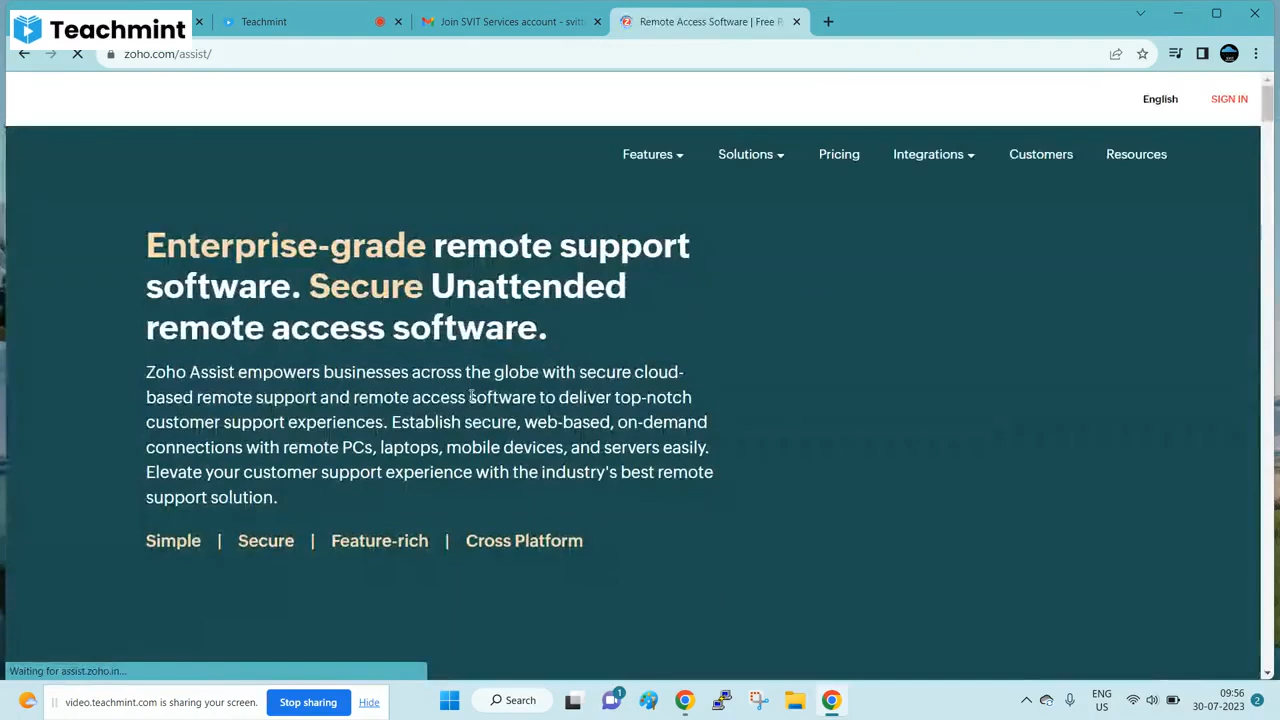 Teachmint
Teachmint
Join SVIT Services account - svitt
Remote Access Software | Free R
zoho.com/assist/
English
SIGN IN
Features
Solutions
Pricing
Integrations
Customers
Resources
Enterprise-grade remote support
software. Secure Unattended
remote access software.
Zoho Assist empowers businesses across the globe with secure cloud-
based remote support and remote access software to deliver top-notch
customer support experiences. Establish secure, web-based, on-demand
connections with remote PCs, laptops, mobile devices, and servers easily.
Elevate your customer support experience with the industry's best remote
support solution.
Simple | Secure | Feature-rich | Cross Platform
Waiting for assist.zoho.in...
video.teachmint.com is sharing your screen.
Stop sharing
Hide
Search
1
ENG
US
09:56
30-07-2023
2